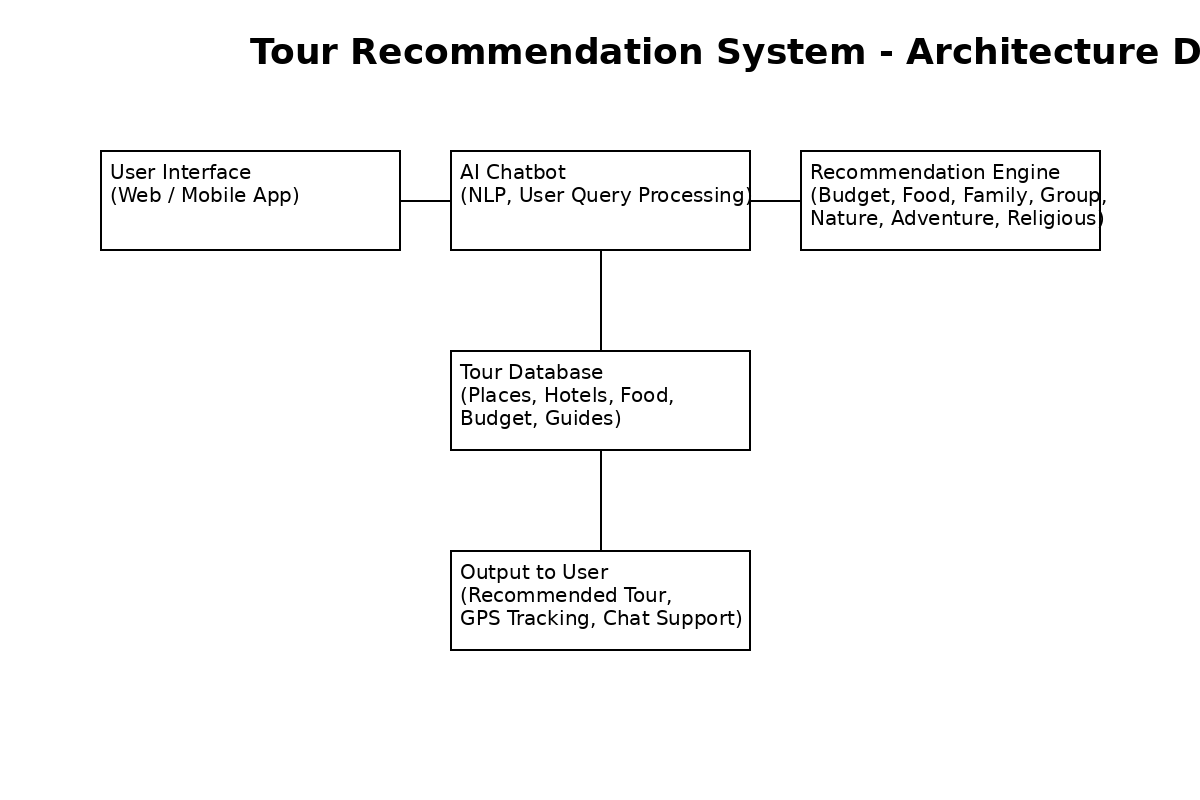 Tour Recommendation System - Architecture D
User Interface
(Web / Mobile App)
AI Chatbot
(NLP, User Query Processing)
Recommendation Engine
(Budget, Food, Family, Group,
Nature, Adventure, Religious)
Tour Database
(Places, Hotels, Food,
Budget, Guides)
Output to User
(Recommended Tour,
GPS Tracking, Chat Support)